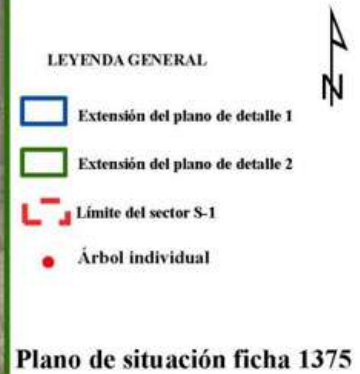 N
LEYENDA GENERAL
Extensión del plano de detalle 1
Extensión del plano de detalle 2
Límite del sector S-1
Árbol individual
Plano de situación ficha 1375